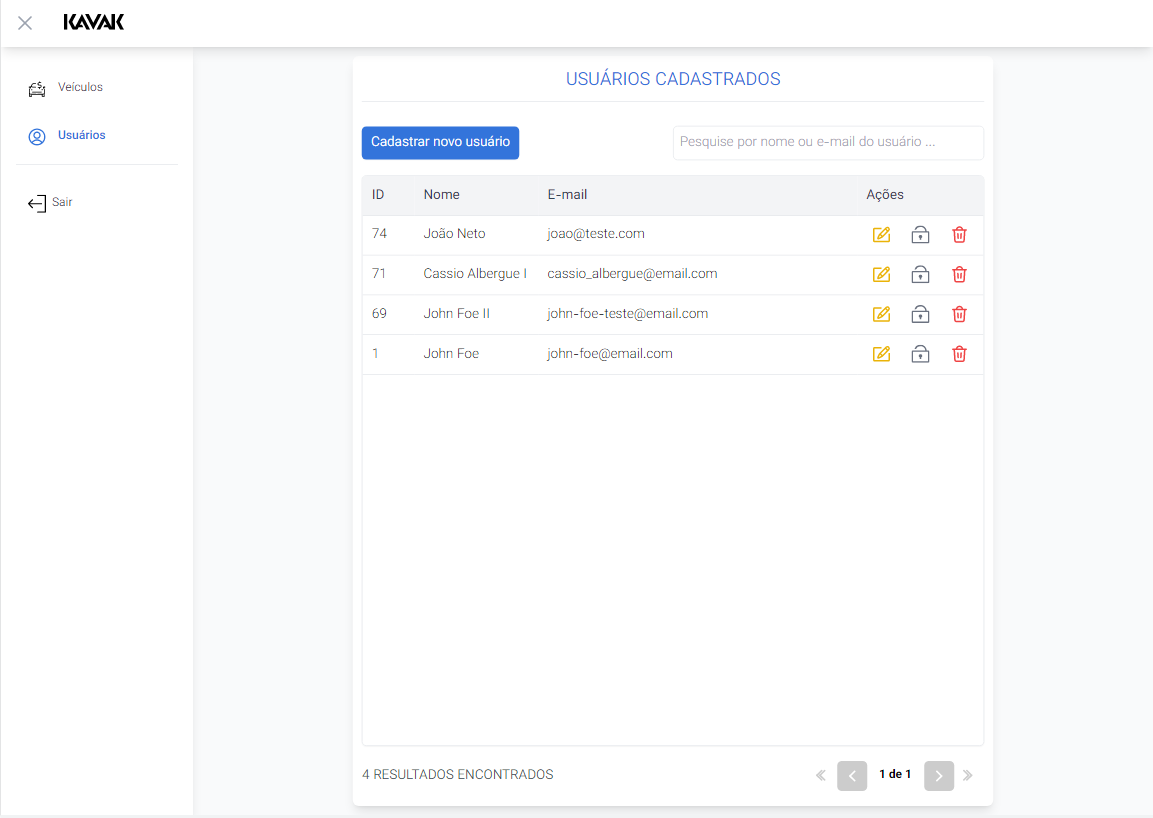 KAVAK
Veículos
Usuários
Sair
USUÁRIOS CADASTRADOS
Cadastrar novo usuário
Pesquise por nome ou e-mail do usuário ...
ID Nome E-mail Ações
74 João Neto joao@teste.com
71 Cassio Albergue I cassio_albergue@email.com
69 John Foe II john-foe-teste@email.com
1 John Foe john-foe@email.com
4 RESULTADOS ENCONTRADOS
1 de 1